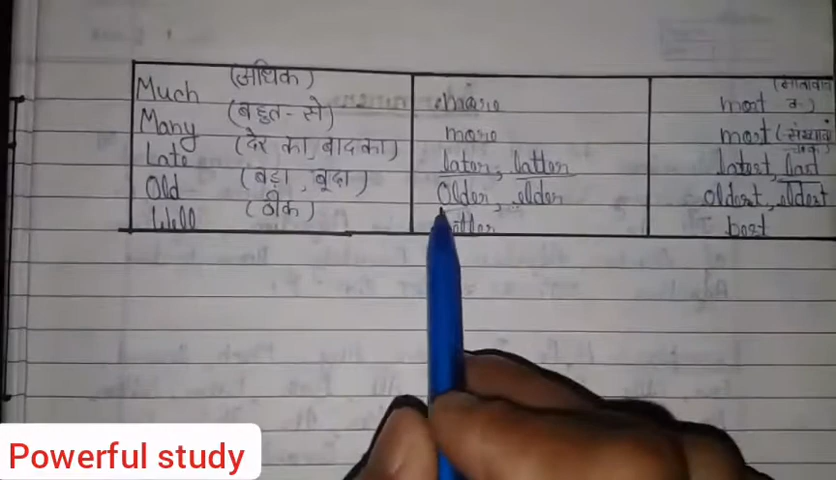 Much (अधिक) more most (मात्रावाचक)
Many (बहुत-से) more most (-संख्यावाचक)
Late (देर का, बादका) later, latter latest, last
Old (बड़ा, बूढा) Older, elder oldest, eldest
Well (ठीक) best
Powerful study